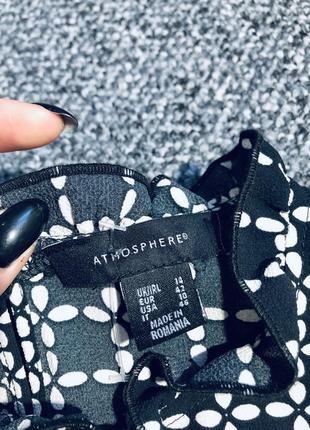 ATMOSPHERE®
UK/IRL 14
EUR 42
USA 10
IT 46
MADE IN
ROMANIA